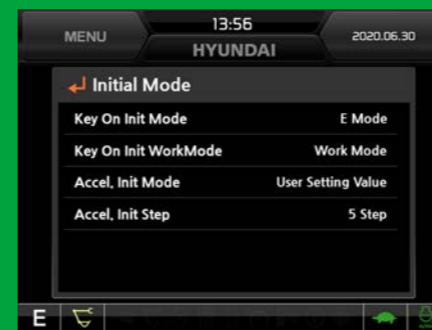 MENU
13:56
2020.06.30
HYUNDAI
Initial Mode
Key On Init Mode
E Mode
Key On Init WorkMode
Work Mode
Accel, Init Mode
User Setting Value
Accel, Init Step
5 Step
E